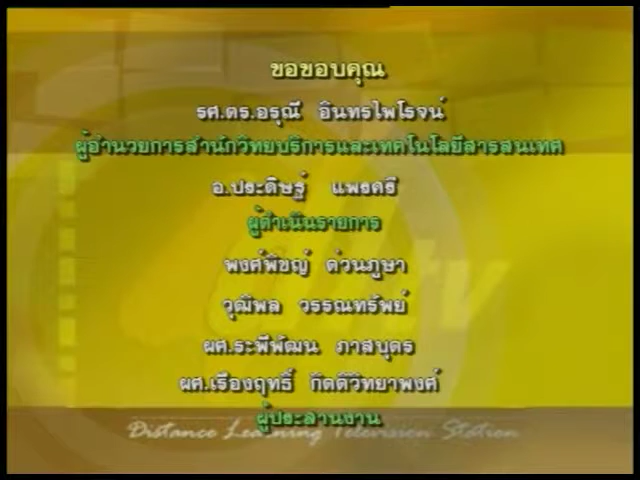 ขอขอบคุณ
รศ.ดร.อรุณี อินทรไพโรจน์
ผู้อำนวยการสำนักวิทยบริการและเทคโนโลยีสารสนเทศ
อ.ประดิษฐ์ แพรศรี
ผู้ดำเนินรายการ
พงศ์พิชญ์ ต่วนภูษา
วุฒิพล วรรณทรัพย์
ผศ.ระพีพัฒน ภาสบุตร
ผศ.เรืองฤทธิ์ กิตติวิทยาพงศ์
ผู้ประสานงาน
Distance Learning Television Station